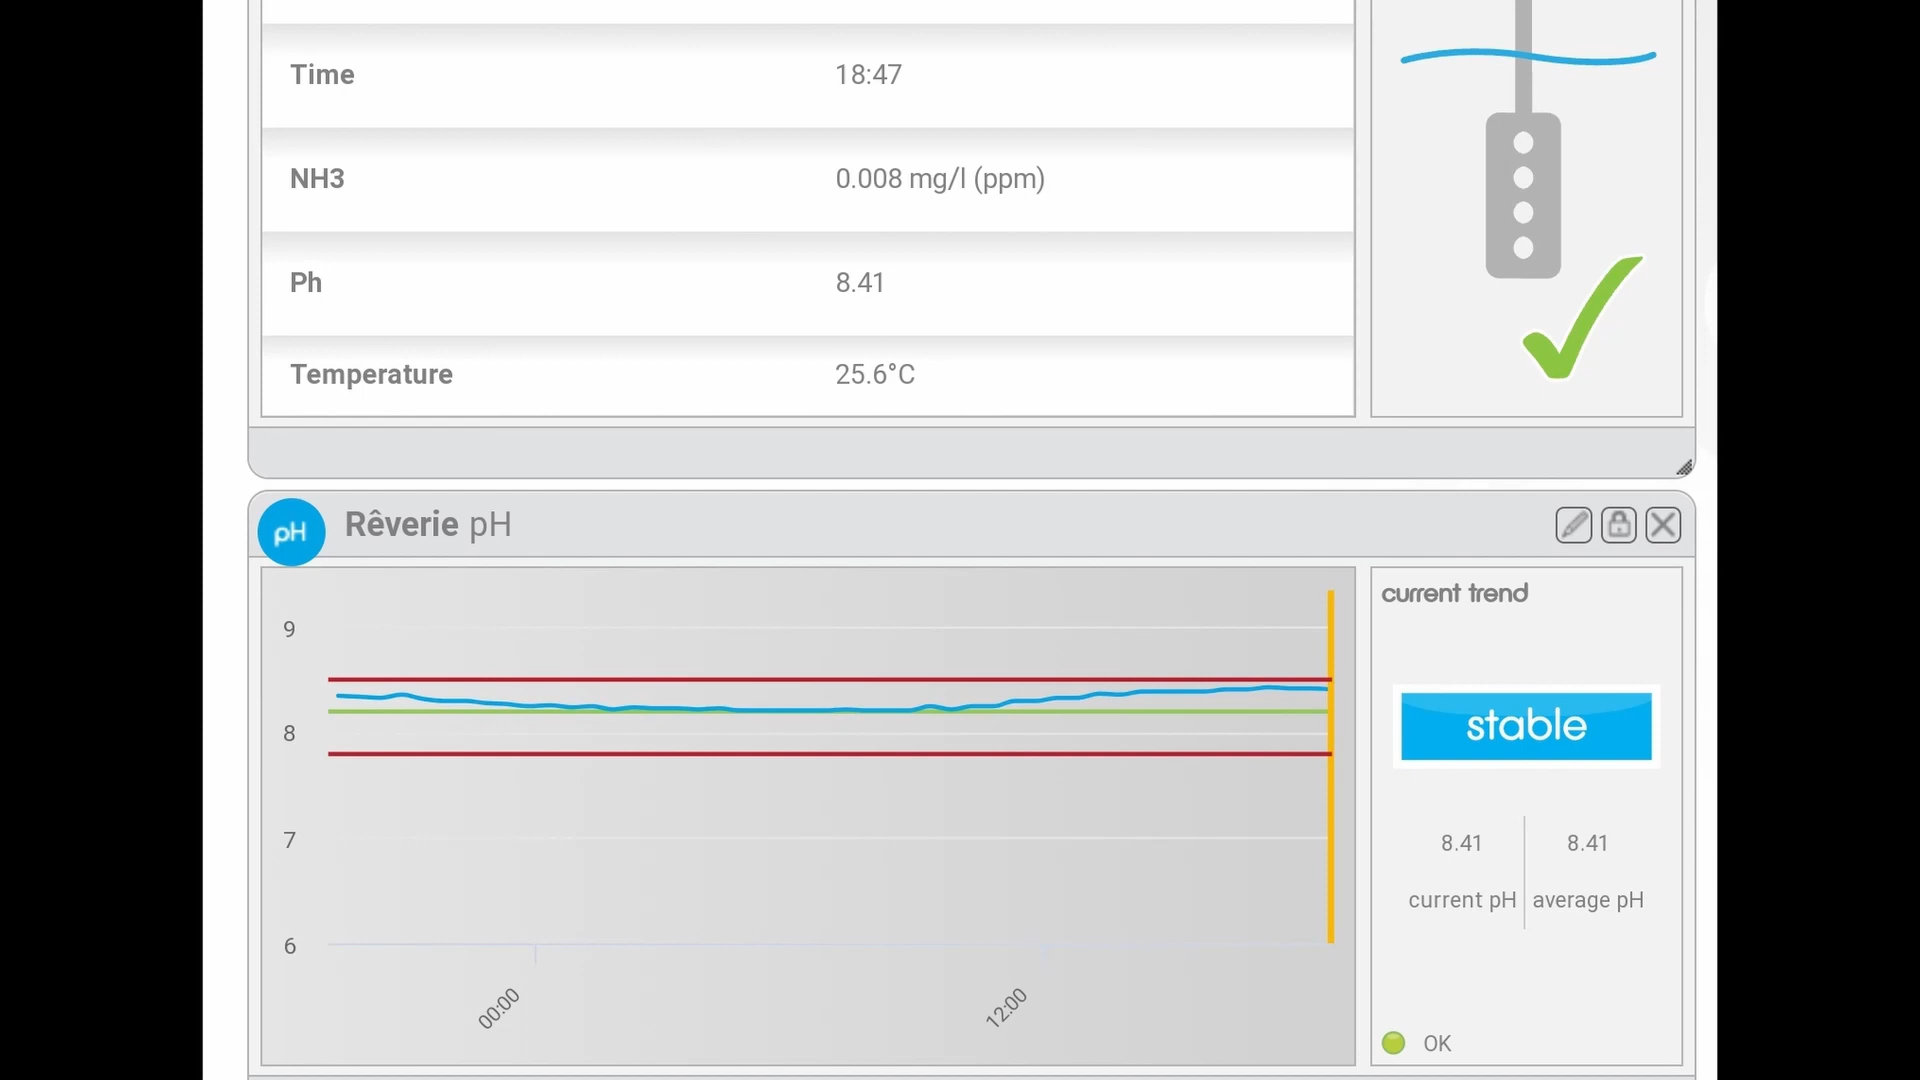 Time 18:47
NH3 0.008 mg/l (ppm)
Ph 8.41
Temperature 25.6°C
pH Rêverie pH
9
8
7
6
00:00 12:00
current trend
stable
8.41 8.41
current pH average pH
OK